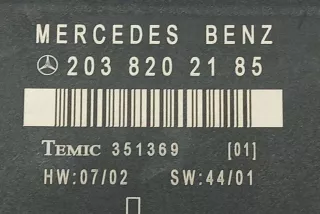 MERCEDES BENZ
203 820 21 85
TEMIC 351369 [01]
HW:07/02 SW:44/01